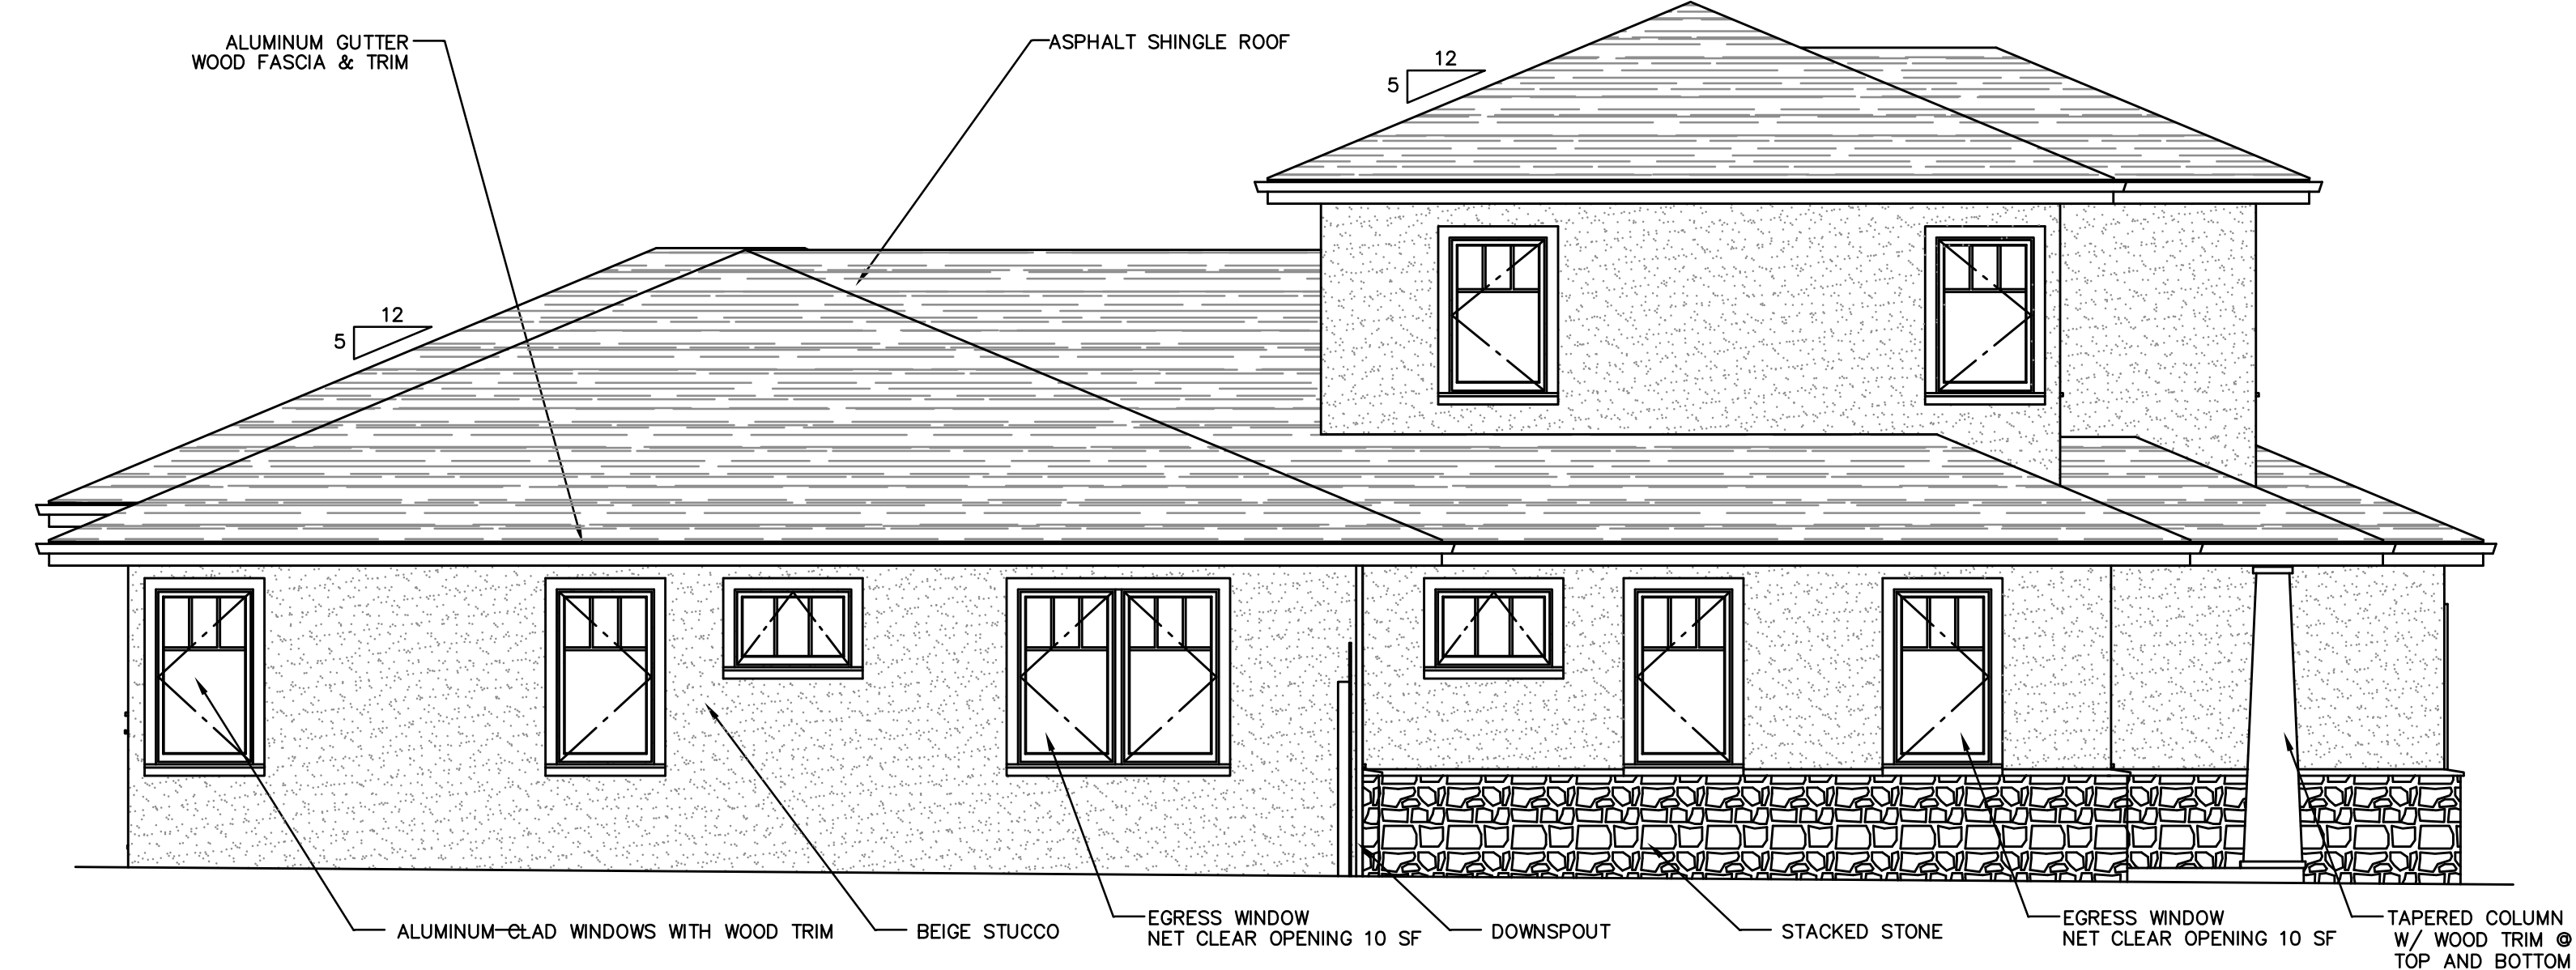 ALUMINUM GUTTER
WOOD FASCIA & TRIM
ASPHALT SHINGLE ROOF
12
5
12
5
ALUMINUM CLAD WINDOWS WITH WOOD TRIM
BEIGE STUCCO
EGRESS WINDOW
NET CLEAR OPENING 10 SF
DOWNSPOUT
STACKED STONE
EGRESS WINDOW
NET CLEAR OPENING 10 SF
TAPERED COLUMN
W/ WOOD TRIM @
TOP AND BOTTOM